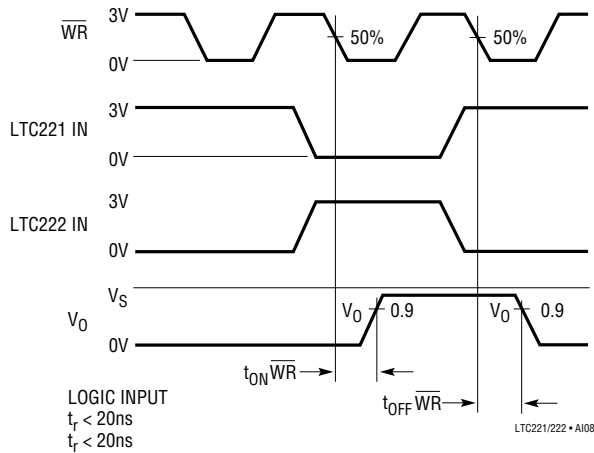 WR
3V
0V
50%
50%
LTC221 IN
3V
0V
LTC222 IN
3V
0V
VO
VS
0V
VO 0.9
VO 0.9
tON WR
tOFF WR
LOGIC INPUT
tr < 20ns
tr < 20ns
LTC221/222 • AI08